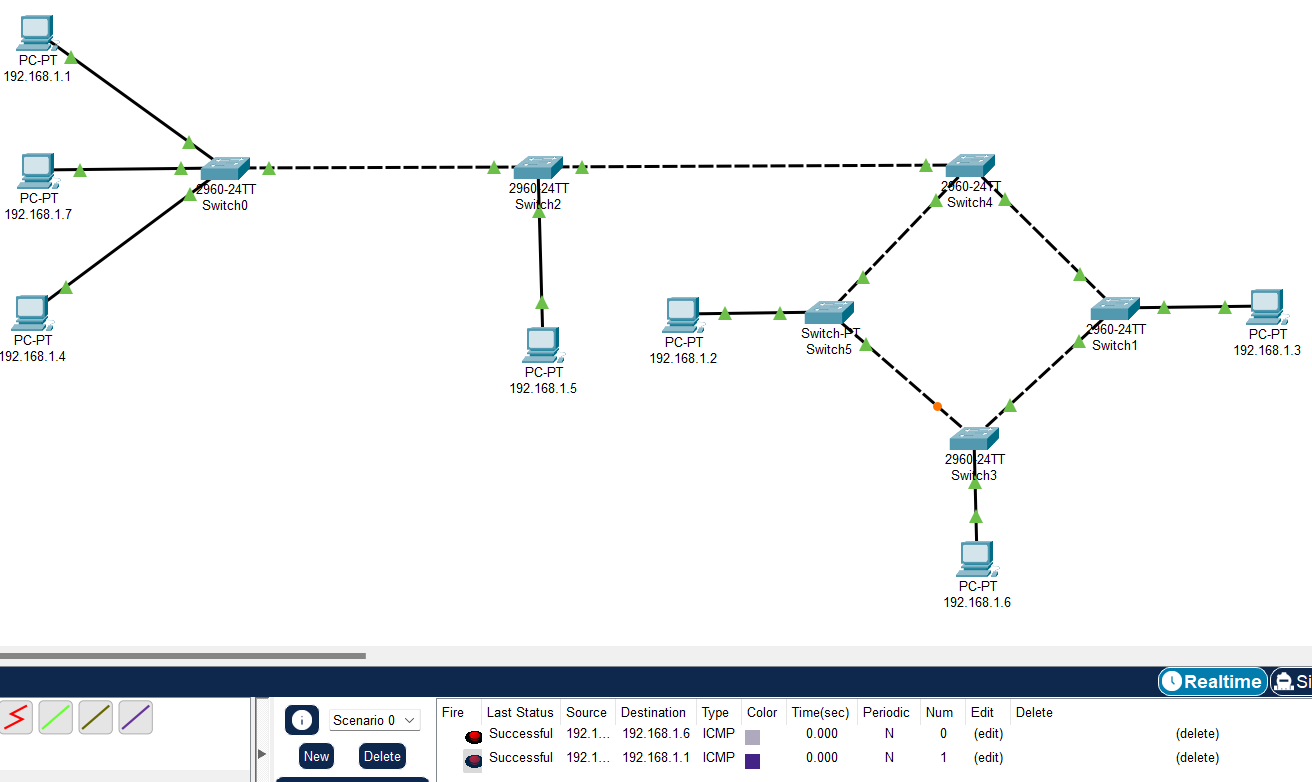 PC-PT
192.168.1.1
PC-PT
192.168.1.7
PC-PT
192.168.1.4
2960-24TT
Switch0
2960-24TT
Switch2
PC-PT
192.168.1.5
2960-24TT
Switch4
PC-PT
192.168.1.2
Switch-PT
Switch5
2960-24TT
Switch1
PC-PT
192.168.1.3
2960-24TT
Switch3
PC-PT
192.168.1.6
Realtime
Si
Scenario 0
New
Delete
Fire Last Status Source Destination Type Color Time(sec) Periodic Num Edit Delete
Successful 192.1... 192.168.1.6 ICMP 0.000 N 0 (edit) (delete)
Successful 192.1... 192.168.1.1 ICMP 0.000 N 1 (edit) (delete)